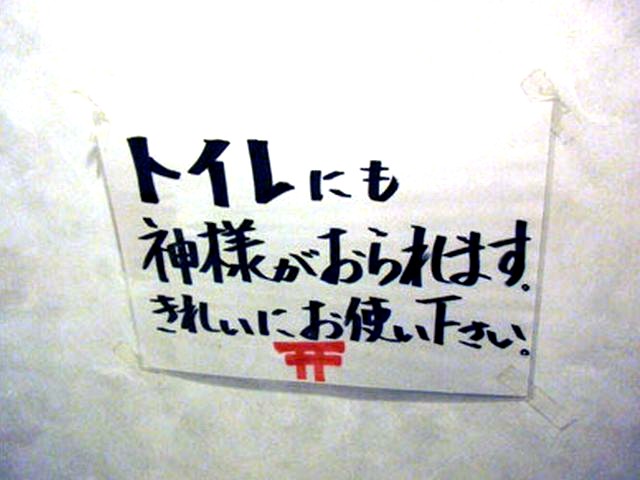 トイレにも
神様がおられます。
きれいにお使い下さい。